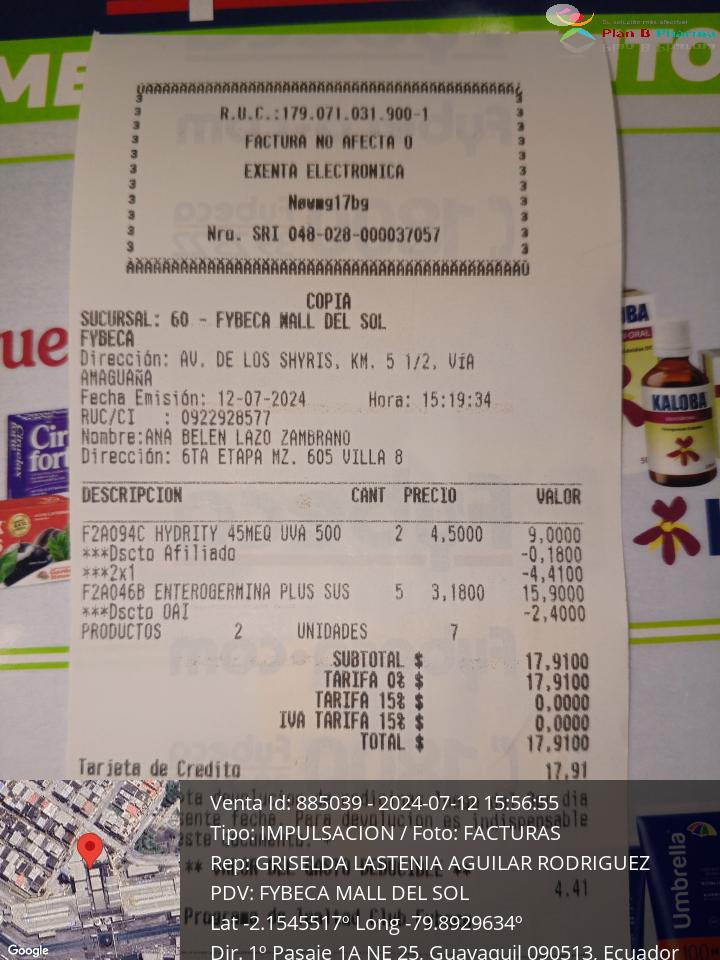 Tu solución más efectiva!
Plan B Pharma
R.U.C.:179.071.031.900-1
FACTURA NO AFECTA O
EXENTA ELECTRONICA
Nro. SRI 048-028-000037057
COPIA
SUCURSAL: 60 - FYBECA MALL DEL SOL
FYBECA
Dirección: AV. DE LOS SHYRIS, KM. 5 1/2, VíA
AMAGUAñA
Fecha Emisión: 12-07-2024 Hora: 15:19:34
RUC/CI : 0922928577
Nombre:ANA BELEN LAZO ZAMBRANO
Dirección: 6TA ETAPA MZ. 605 VILLA 8
DESCRIPCION CANT PRECIO VALOR
F2A094C HYDRITY 45MEQ UVA 500 2 4,5000 9,0000
***Dscto Afiliado -0,1800
***2x1 -4,4100
F2A046B ENTEROGERMINA PLUS SUS 5 3,1800 15,9000
***Dscto OAI -2,4000
PRODUCTOS 2 UNIDADES 7
SUBTOTAL $ 17,9100
TARIFA 0% $ 17,9100
TARIFA 15% $ 0,0000
IVA TARIFA 15% $ 0,0000
TOTAL $ 17,9100
Tarjeta de Credito 17,91
4.41
KALOBA
Umbrella
Google
Venta Id: 885039 - 2024-07-12 15:56:55
Tipo: IMPULSACION / Foto: FACTURAS
Rep: GRISELDA LASTENIA AGUILAR RODRIGUEZ
PDV: FYBECA MALL DEL SOL
Lat -2.1545517º Long -79.8929634º
Dir. 1º Pasaje 1A NE 25, Guayaquil 090513, Ecuador